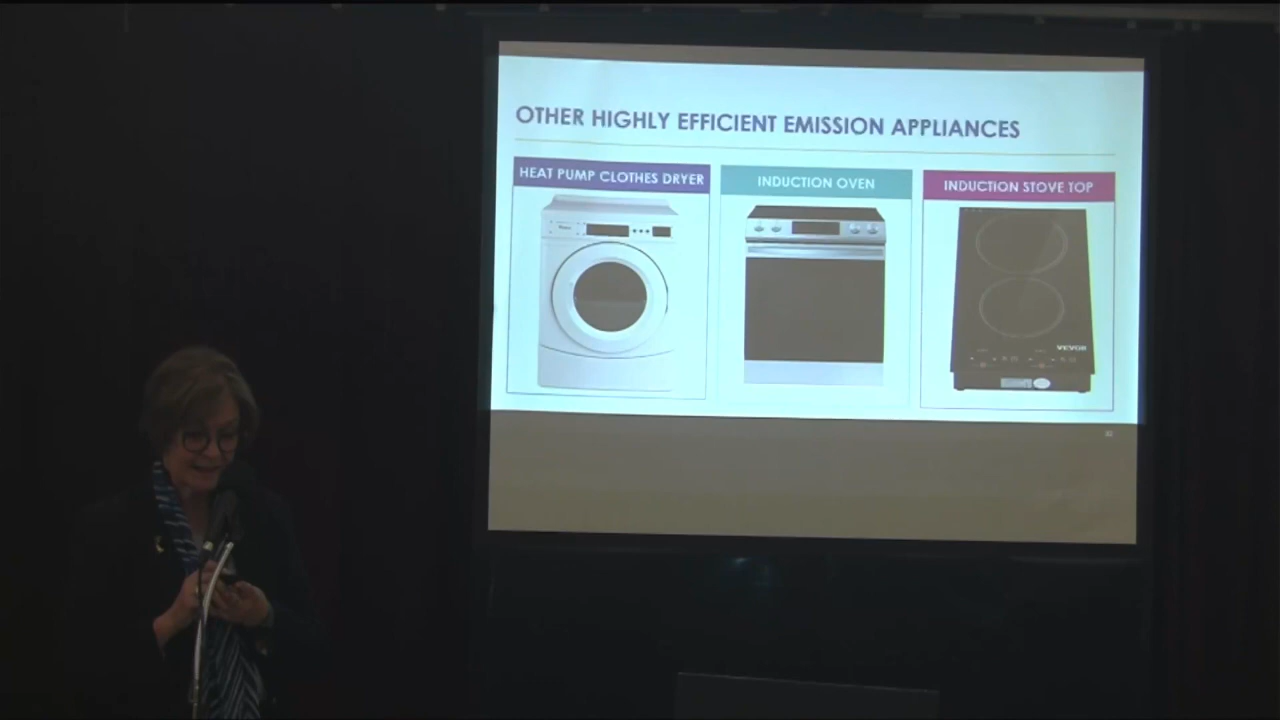 OTHER HIGHLY EFFICIENT EMISSION APPLIANCES
HEAT PUMP CLOTHES DRYER
INDUCTION OVEN
INDUCTION STOVE TOP
VEVOR